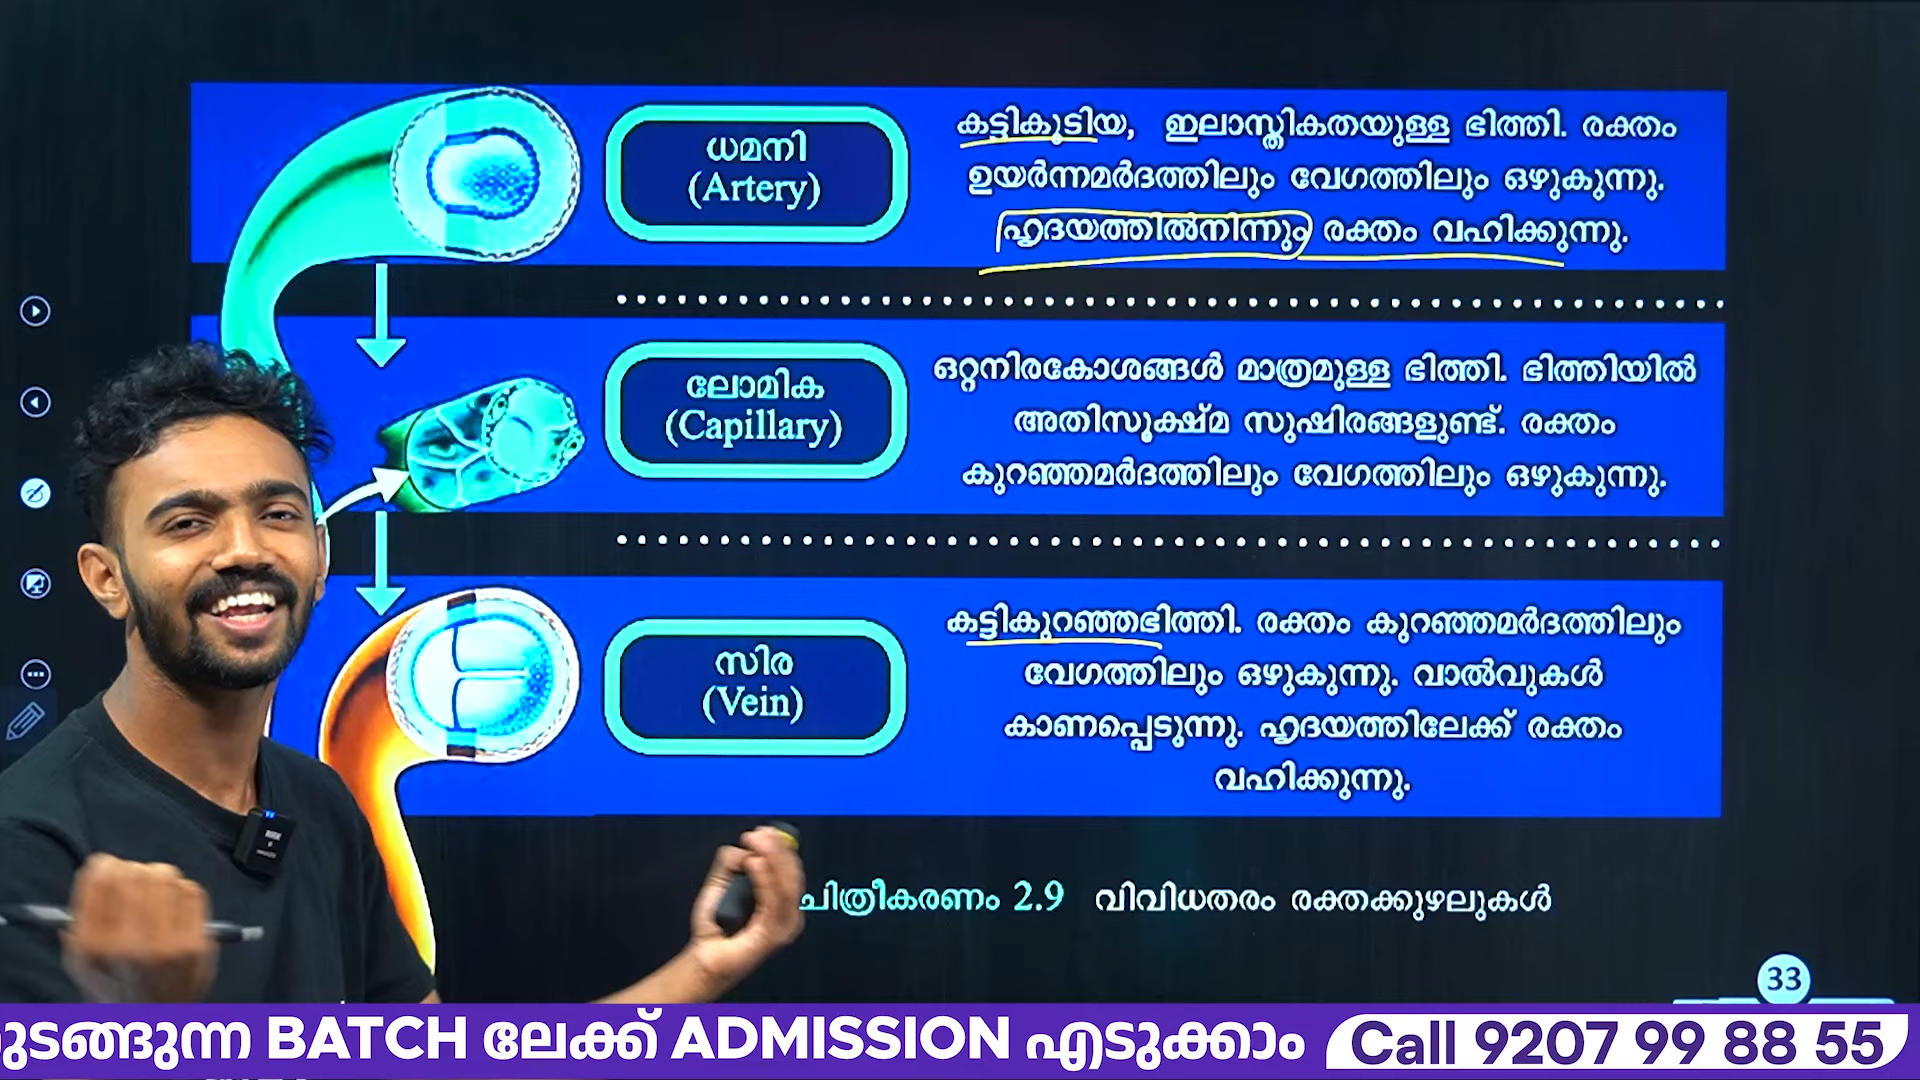 ധമനി
(Artery)
കട്ടികൂടിയ, ഇലാസ്തികതയുള്ള ഭിത്തി. രക്തം
ഉയർന്നമർദത്തിലും വേഗത്തിലും ഒഴുകുന്നു.
ഹൃദയത്തിൽനിന്നും രക്തം വഹിക്കുന്നു.
ലോമിക
(Capillary)
ഒറ്റനിരകോശങ്ങൾ മാത്രമുള്ള ഭിത്തി. ഭിത്തിയിൽ
അതിസൂക്ഷ്മ സുഷിരങ്ങളുണ്ട്. രക്തം
കുറഞ്ഞമർദത്തിലും വേഗത്തിലും ഒഴുകുന്നു.
സിര
(Vein)
കട്ടികുറഞ്ഞഭിത്തി. രക്തം കുറഞ്ഞമർദത്തിലും
വേഗത്തിലും ഒഴുകുന്നു. വാൽവുകൾ
കാണപ്പെടുന്നു. ഹൃദയത്തിലേക്ക് രക്തം
വഹിക്കുന്നു.
ചിത്രീകരണം 2.9 വിവിധതരം രക്തക്കുഴലുകൾ
33
ുടങ്ങുന്ന BATCH ലേക്ക് ADMISSION എടുക്കാം
Call 9207 99 88 55